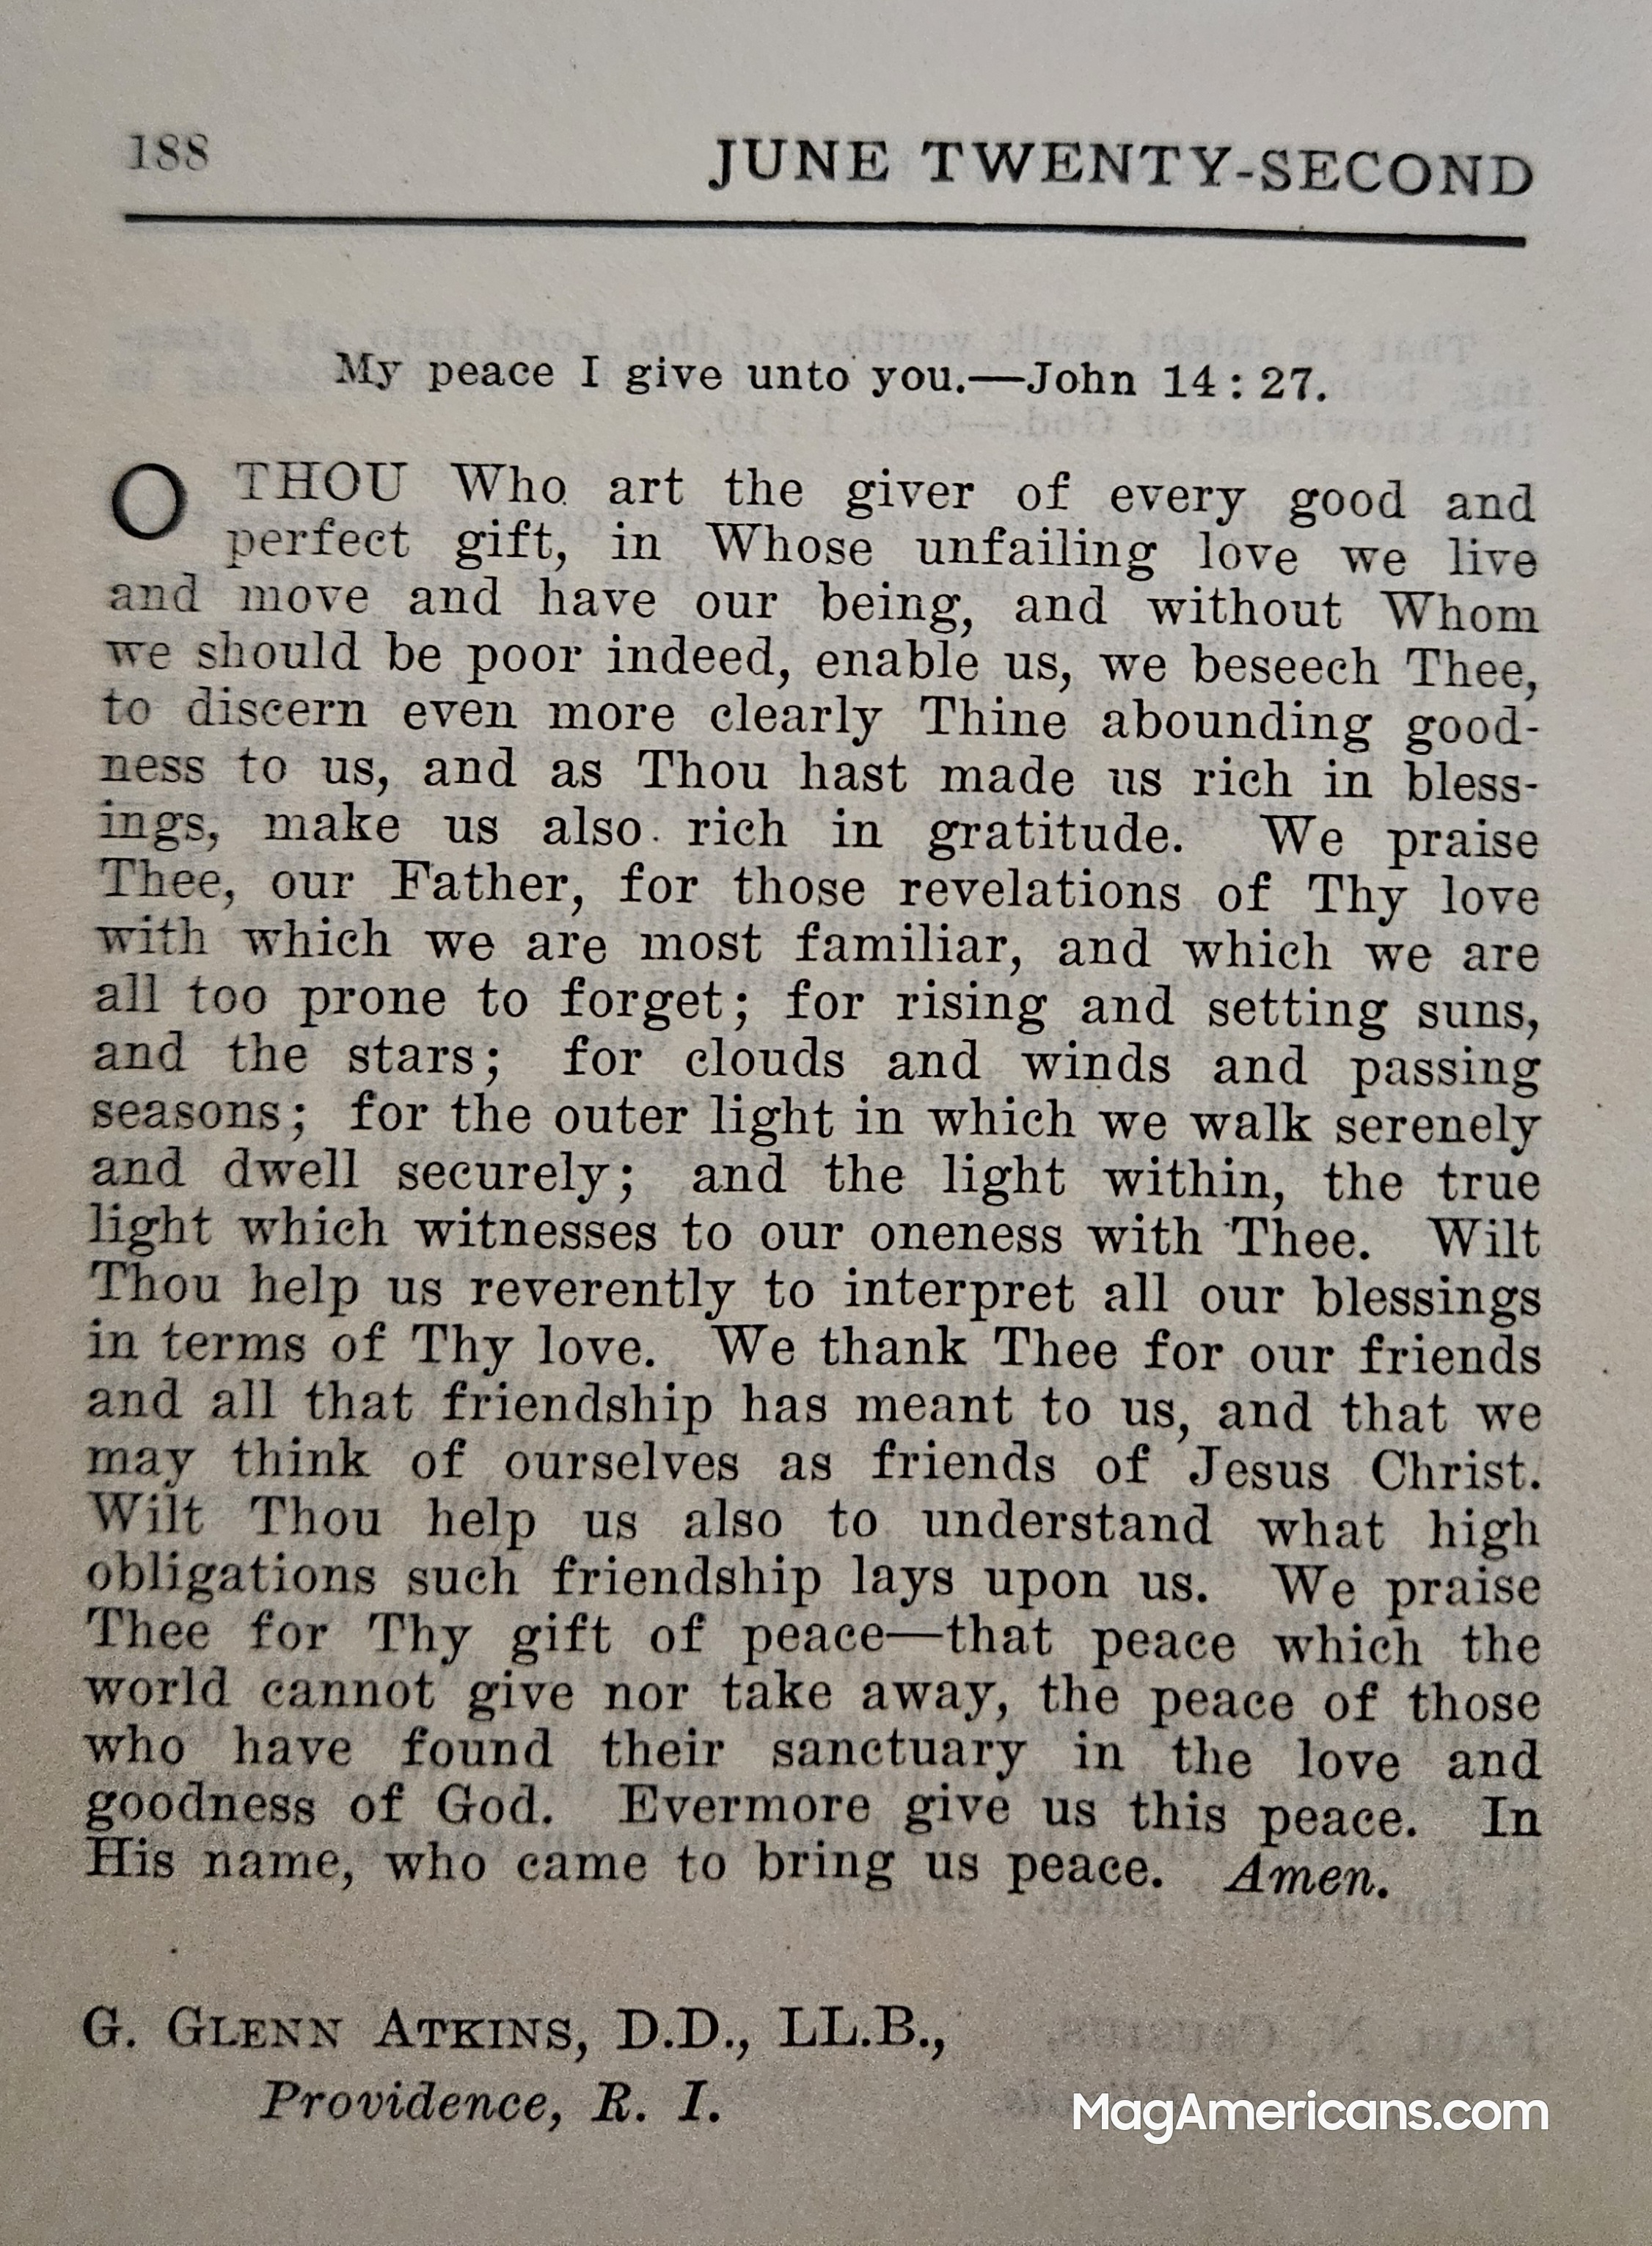 188 JUNE TWENTY-SECOND
My peace I give unto you.—John 14:27.
O THOU Who art the giver of every good and
perfect gift, in Whose unfailing love we live
and move and have our being, and without Whom
we should be poor indeed, enable us, we beseech Thee,
to discern even more clearly Thine abounding good-
ness to us, and as Thou hast made us rich in bless-
ings, make us also rich in gratitude. We praise
Thee, our Father, for those revelations of Thy love
with which we are most familiar, and which we are
all too prone to forget; for rising and setting suns,
and the stars; for clouds and winds and passing
seasons; for the outer light in which we walk serenely
and dwell securely; and the light within, the true
light which witnesses to our oneness with Thee. Wilt
Thou help us reverently to interpret all our blessings
in terms of Thy love. We thank Thee for our friends
and all that friendship has meant to us, and that we
may think of ourselves as friends of Jesus Christ.
Wilt Thou help us also to understand what high
obligations such friendship lays upon us. We praise
Thee for Thy gift of peace—that peace which the
world cannot give nor take away, the peace of those
who have found their sanctuary in the love and
goodness of God. Evermore give us this peace. In
His name, who came to bring us peace. Amen.
G. GLENN ATKINS, D.D., LL.B.,
Providence, R. I.
MagAmericans.com